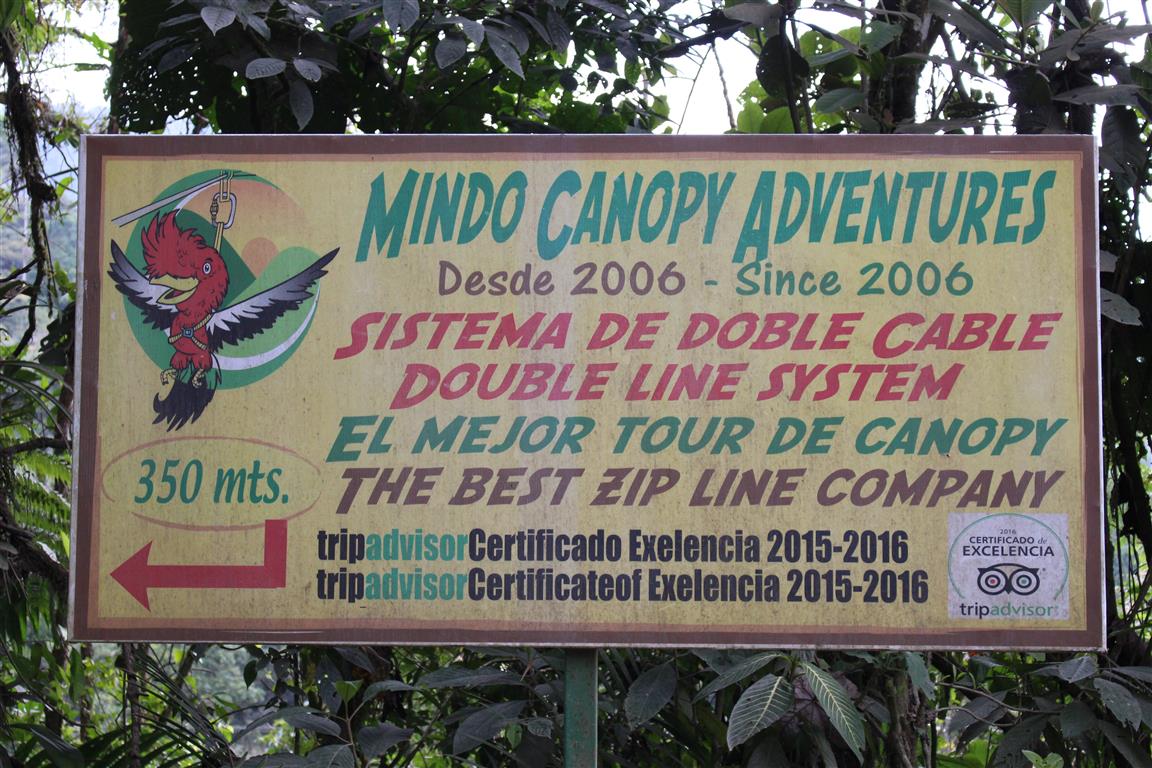 MINDO CANOPY ADVENTURES
Desde 2006 - Since 2006
SISTEMA DE DOBLE CABLE
DOUBLE LINE SYSTEM
EL MEJOR TOUR DE CANOPY
THE BEST ZIP LINE COMPANY
350 mts.
tripadvisorCertificado Exelencia 2015-2016
tripadvisorCertificateof Exelencia 2015-2016
2016
CERTIFICADO de
EXCELENCIA
tripadvisor